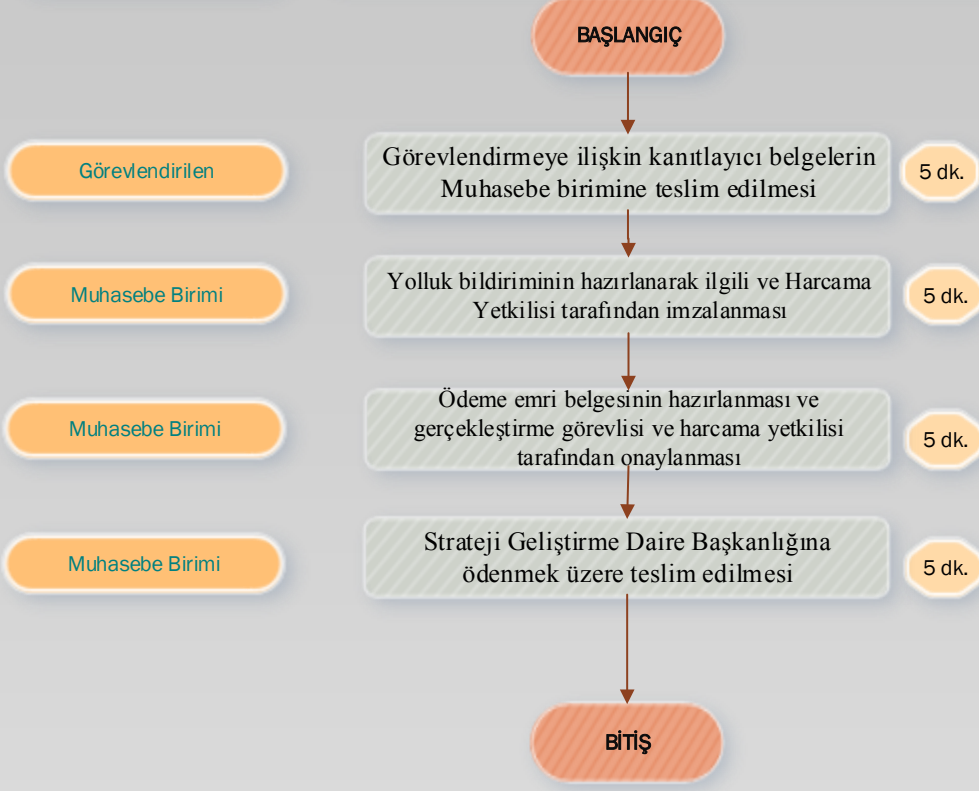 BAŞLANGIÇ
Görevlendirilen
Görevlendirmeye ilişkin kanıtlayıcı belgelerin
Muhasebe birimine teslim edilmesi
5 dk.
Muhasebe Birimi
Yolluk bildiriminin hazırlanarak ilgili ve Harcama
Yetkilisi tarafından imzalanması
5 dk.
Muhasebe Birimi
Ödeme emri belgesinin hazırlanması ve
gerçekleştirme görevlisi ve harcama yetkilisi
tarafından onaylanması
5 dk.
Muhasebe Birimi
Strateji Geliştirme Daire Başkanlığına
ödenmek üzere teslim edilmesi
5 dk.
BİTİŞ